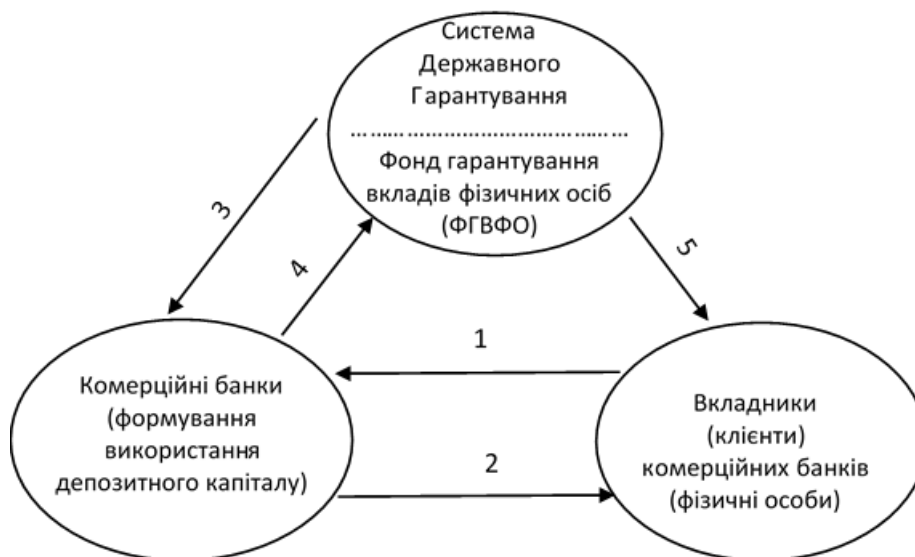 Система
Державного
Гарантування
………………………………
Фонд гарантування
вкладів фізичних осіб
(ФГВФО)
3
4
5
1
Комерційні банки
(формування
використання
депозитного капіталу)
2
Вкладники
(клієнти)
комерційних банків
(фізичні особи)